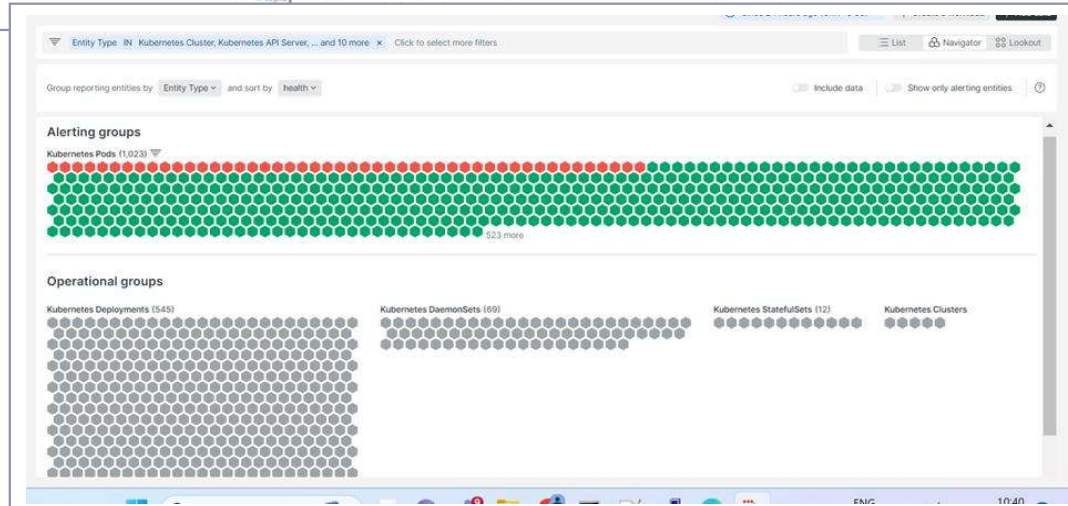 Entity Type IN Kubernetes Cluster, Kubernetes API Server, ... and 10 more × Click to select more filters
List Navigator Lookout
Group reporting entities by Entity Type and sort by health
Include data Show only alerting entities
Alerting groups
Kubernetes Pods (1,023)
523 more
Operational groups
Kubernetes Deployments (545) Kubernetes DaemonSets (69) Kubernetes StatefulSets (12) Kubernetes Clusters
ENG 10:40